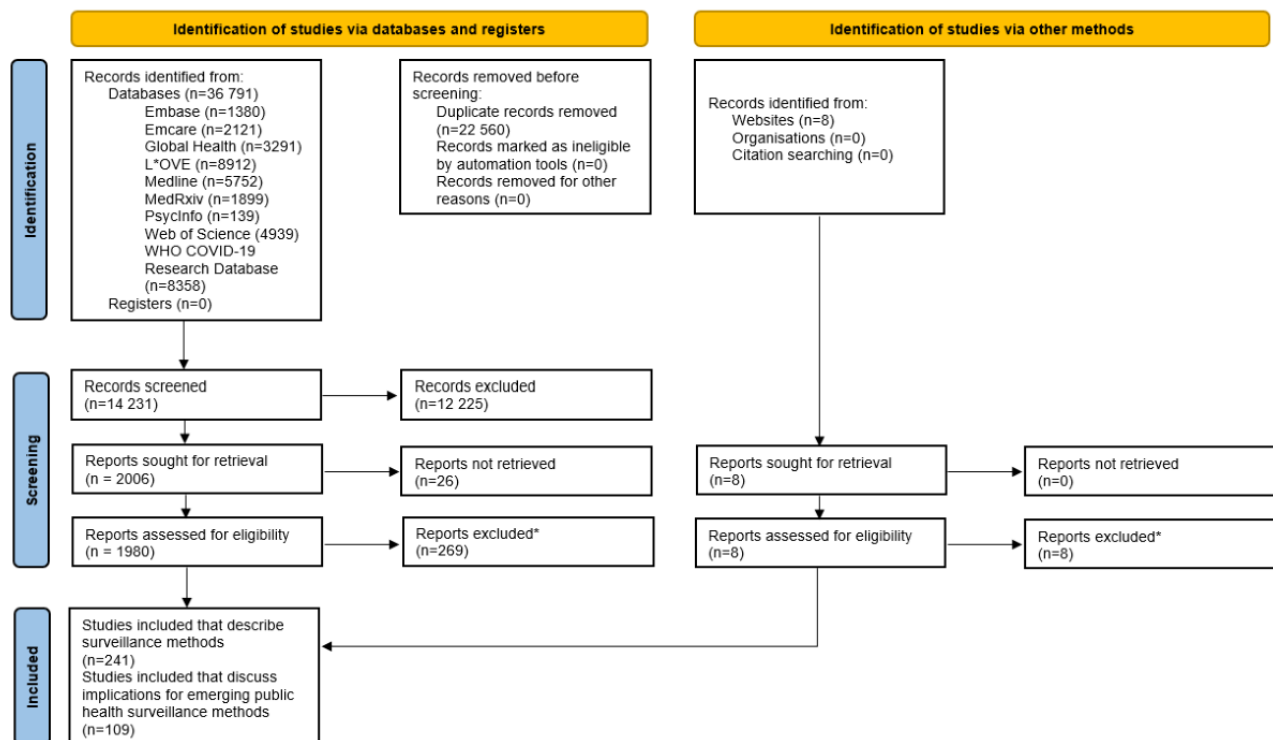 Identification of studies via databases and registers
Identification of studies via other methods
Identification
Records identified from:
Databases (n=36 791)
Embase (n=1380)
Emcare (n=2121)
Global Health (n=3291)
L*OVE (n=8912)
Medline (n=5752)
MedRxiv (n=1899)
PsycInfo (n=139)
Web of Science (4939)
WHO COVID-19
Research Database
(n=8358)
Registers (n=0)
Records removed before
screening:
Duplicate records removed
(n=22 560)
Records marked as ineligible
by automation tools (n=0)
Records removed for other
reasons (n=0)
Records identified from:
Websites (n=8)
Organisations (n=0)
Citation searching (n=0)
Screening
Records screened
(n=14 231)
Records excluded
(n=12 225)
Reports sought for retrieval
(n = 2006)
Reports not retrieved
(n=26)
Reports sought for retrieval
(n=8)
Reports not retrieved
(n=0)
Reports assessed for eligibility
(n = 1980)
Reports excluded*
(n=269)
Reports assessed for eligibility
(n=8)
Reports excluded*
(n=8)
Included
Studies included that describe
surveillance methods
(n=241)
Studies included that discuss
implications for emerging public
health surveillance methods
(n=109)